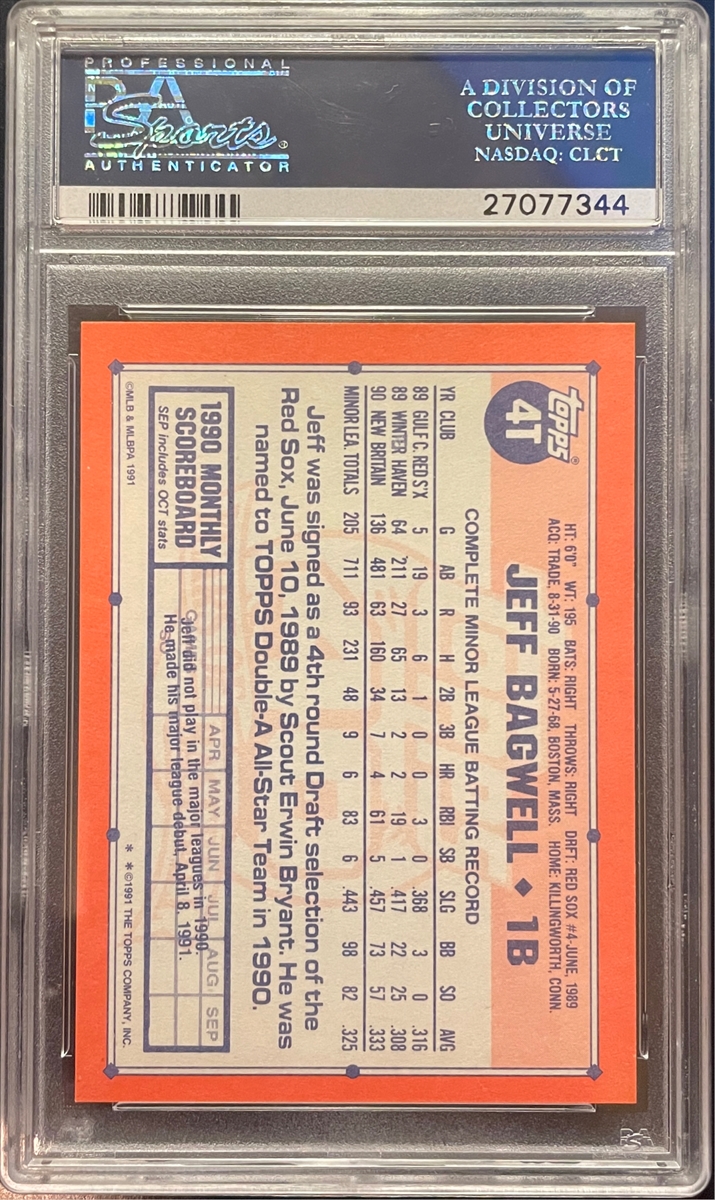 PROFESSIONAL
PSA
Sports
AUTHENTICATOR
A DIVISION OF
COLLECTORS
UNIVERSE
NASDAQ: CLCT
27077344
topps®
4T
HT: 6'0" WT: 195 BATS: RIGHT THROWS: RIGHT DRFT: RED SOX #4-JUNE, 1989
ACQ: TRADE, 8-31-90 BORN: 5-27-68, BOSTON, MASS. HOME: KILLINGWORTH, CONN.
JEFF BAGWELL ♦ 1B
COMPLETE MINOR LEAGUE BATTING RECORD
YR CLUB G AB R H 2B 3B HR RBI SB SLG BB SO AVG
89 GULF C. RED S'X 5 19 3 6 1 0 0 3 0 .368 3 0 .316
89 WINTER HAVEN 64 211 27 65 13 2 2 19 1 .417 22 25 .308
90 NEW BRITAIN 136 481 63 160 34 7 4 61 5 .457 73 57 .333
MINOR LEA. TOTALS 205 711 93 231 48 9 6 83 6 .443 98 82 .325
Jeff was signed as a 4th round Draft selection of the
Red Sox, June 10, 1989 by Scout Erwin Bryant. He was
named to TOPPS Double-A All-Star Team in 1990.
1990 MONTHLY
SCOREBOARD
SEP includes OCT stats
APR MAY JUN JUL AUG SEP
Jeff did not play in the major leagues in 1990.
He made his major league debut, April 8, 1991.
©MLB & MLBPA 1991
* * ©1991 THE TOPPS COMPANY, INC.
PSA